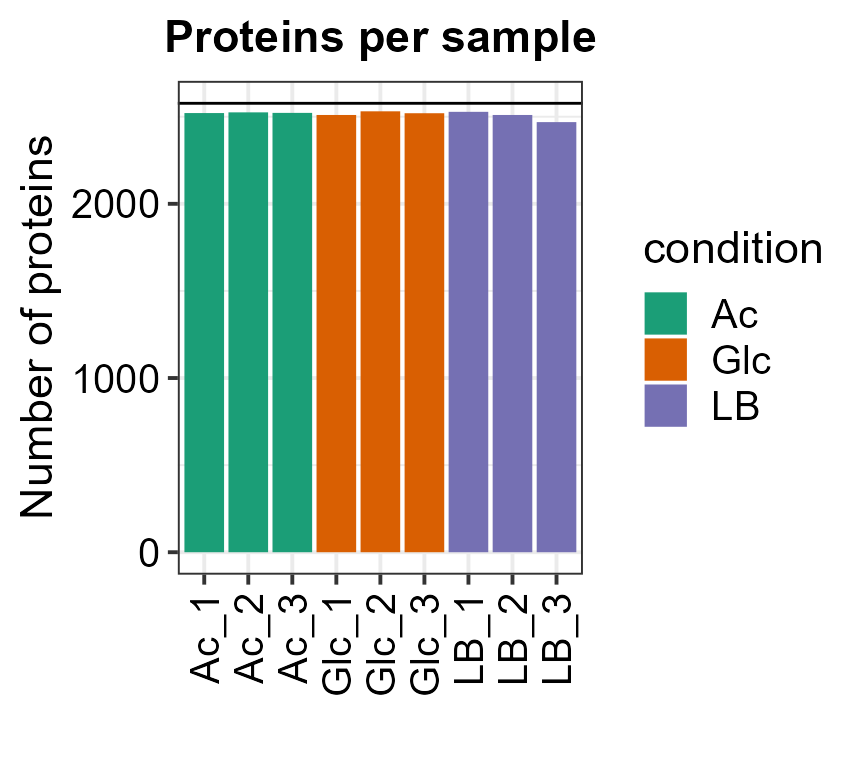 Proteins per sample
Number of proteins
2000
1000
0
Ac_1
Ac_2
Ac_3
Glc_1
Glc_2
Glc_3
LB_1
LB_2
LB_3
condition
Ac
Glc
LB